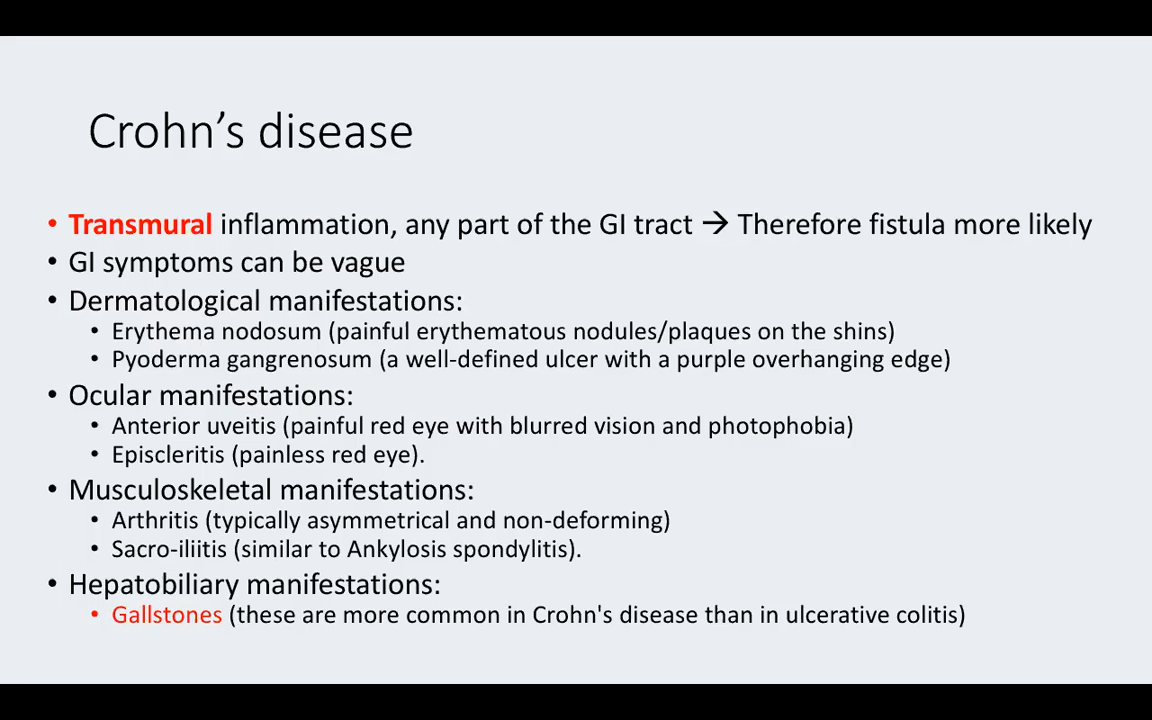 Crohn’s disease
• Transmural inflammation, any part of the GI tract → Therefore fistula more likely
• GI symptoms can be vague
• Dermatological manifestations:
• Erythema nodosum (painful erythematous nodules/plaques on the shins)
• Pyoderma gangrenosum (a well-defined ulcer with a purple overhanging edge)
• Ocular manifestations:
• Anterior uveitis (painful red eye with blurred vision and photophobia)
• Episcleritis (painless red eye).
• Musculoskeletal manifestations:
• Arthritis (typically asymmetrical and non-deforming)
• Sacro-iliitis (similar to Ankylosis spondylitis).
• Hepatobiliary manifestations:
• Gallstones (these are more common in Crohn's disease than in ulcerative colitis)